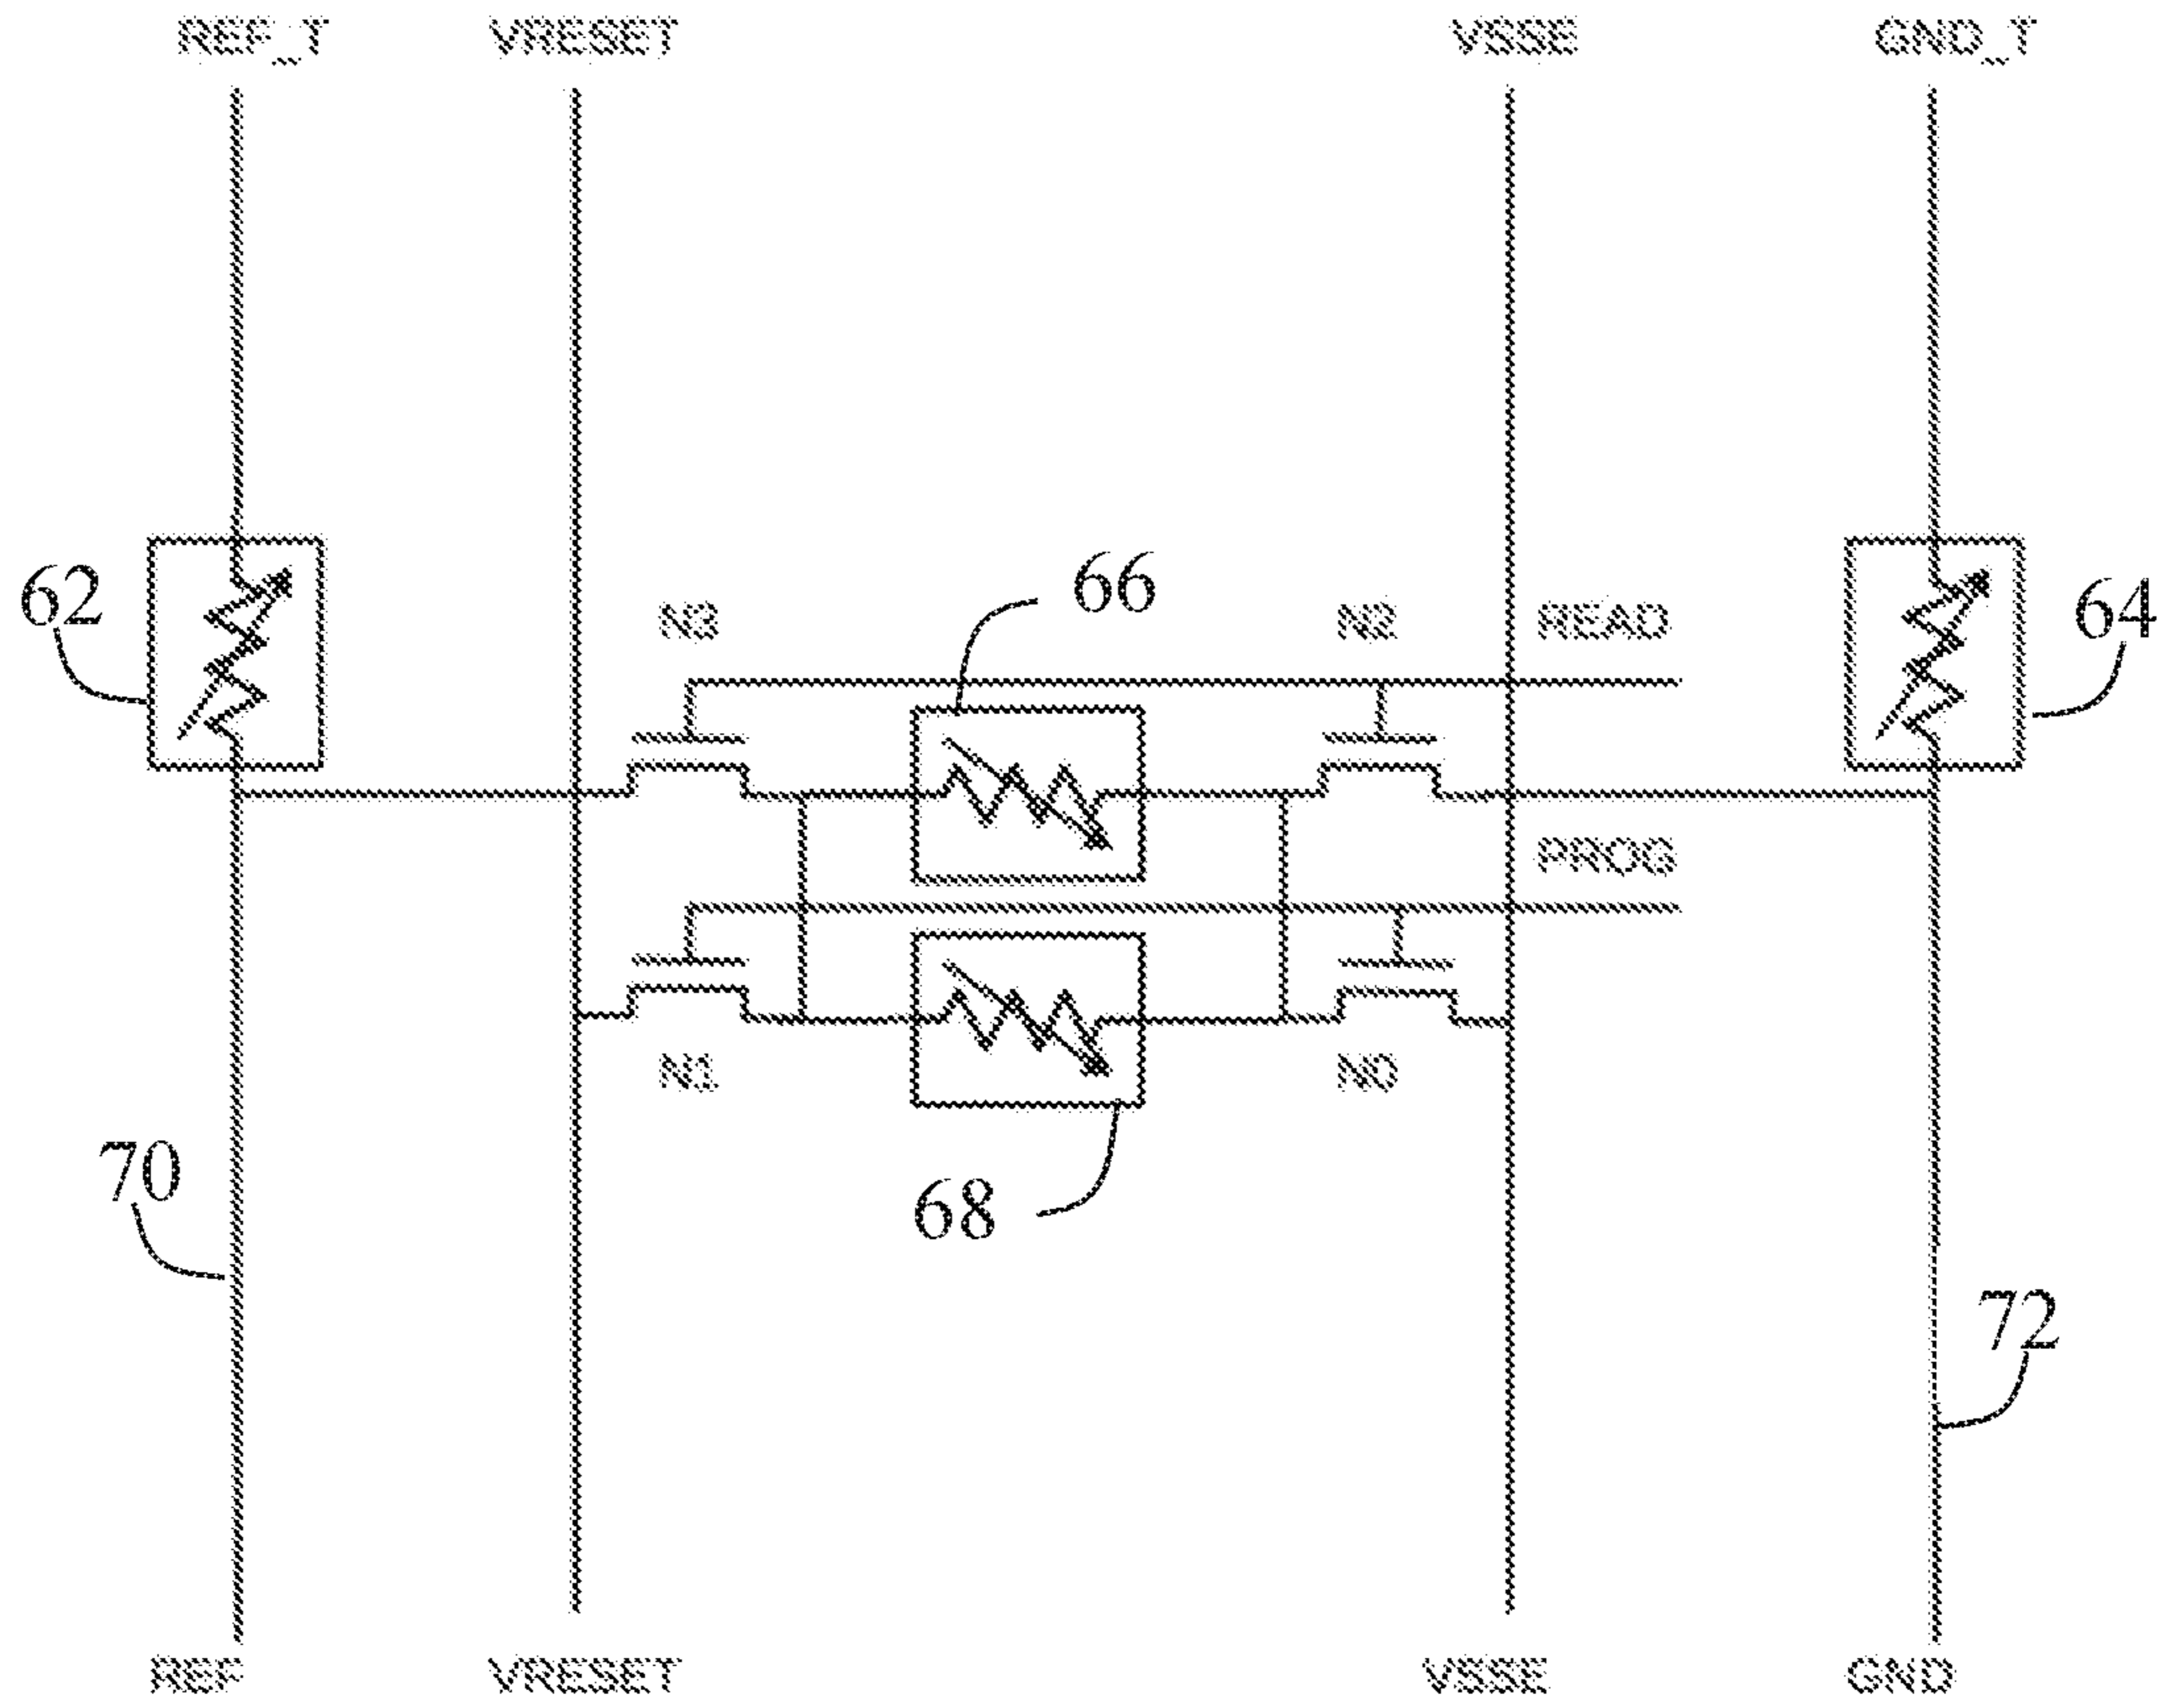 REF_T VRESET VSSE GND_T
62 N3 66 N2 READ 64
PROG
N1 N0
70 68
72
REF VRESET VSSE GND